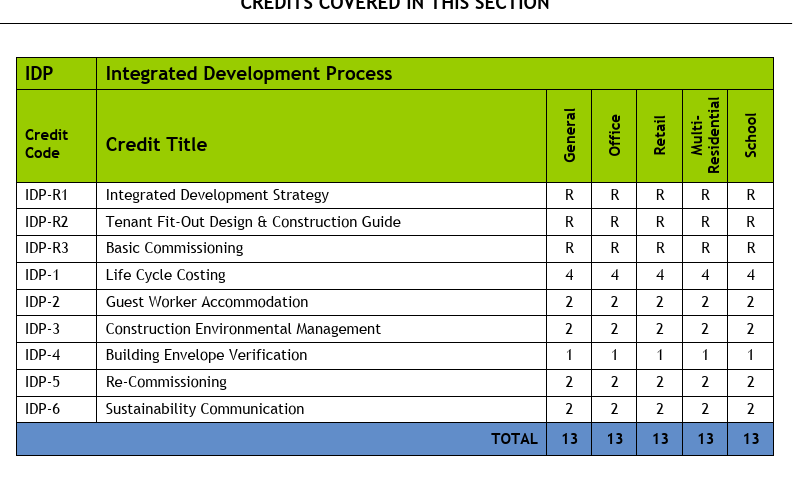 CREDITS COVERED IN THIS SECTION
IDP Integrated Development Process
Credit Code Credit Title General Office Retail Multi-Residential School
IDP-R1 Integrated Development Strategy R R R R R
IDP-R2 Tenant Fit-Out Design & Construction Guide R R R R R
IDP-R3 Basic Commissioning R R R R R
IDP-1 Life Cycle Costing 4 4 4 4 4
IDP-2 Guest Worker Accommodation 2 2 2 2 2
IDP-3 Construction Environmental Management 2 2 2 2 2
IDP-4 Building Envelope Verification 1 1 1 1 1
IDP-5 Re-Commissioning 2 2 2 2 2
IDP-6 Sustainability Communication 2 2 2 2 2
TOTAL 13 13 13 13 13